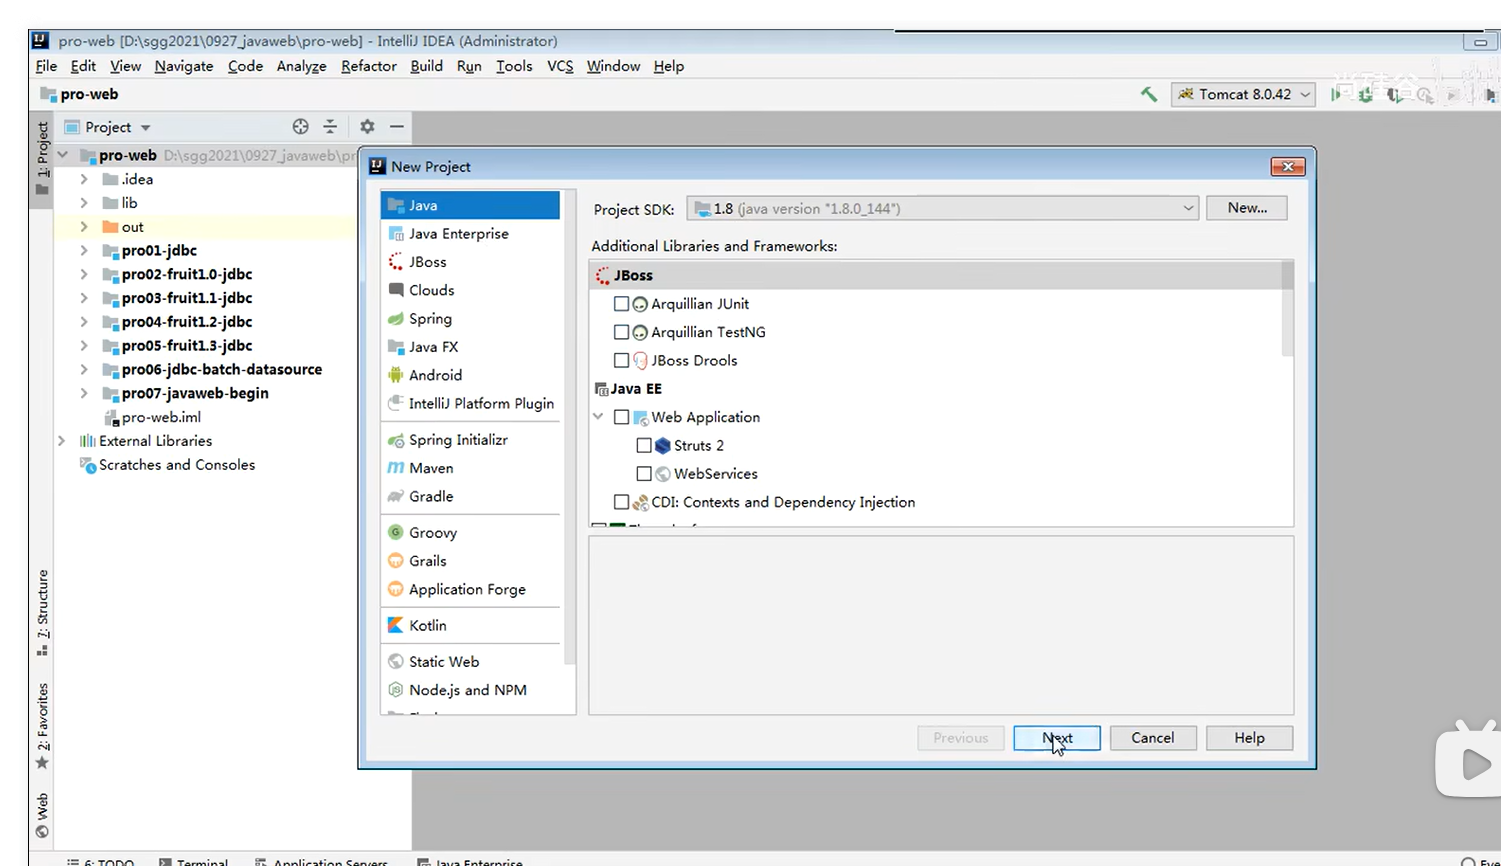 pro-web [D:\sgg2021\0927_javaweb\pro-web] - IntelliJ IDEA (Administrator)
File Edit View Navigate Code Analyze Refactor Build Run Tools VCS Window Help
pro-web
Tomcat 8.0.42
尚硅谷
1: Project
Project
pro-web D:\sgg2021\0927_javaweb\pr
.idea
lib
out
pro01-jdbc
pro02-fruit1.0-jdbc
pro03-fruit1.1-jdbc
pro04-fruit1.2-jdbc
pro05-fruit1.3-jdbc
pro06-jdbc-batch-datasource
pro07-javaweb-begin
pro-web.iml
External Libraries
Scratches and Consoles
7: Structure
2: Favorites
Web
New Project
Java
Java Enterprise
JBoss
Clouds
Spring
Java FX
Android
IntelliJ Platform Plugin
Spring Initializr
Maven
Gradle
Groovy
Grails
Application Forge
Kotlin
Static Web
Node.js and NPM
Project SDK: 1.8 (java version "1.8.0_144") New...
Additional Libraries and Frameworks:
JBoss
Arquillian JUnit
Arquillian TestNG
JBoss Drools
Java EE
Web Application
Struts 2
WebServices
CDI: Contexts and Dependency Injection
Previous Next Cancel Help
6: TODO Terminal Application Servers Java Enterprise Eve